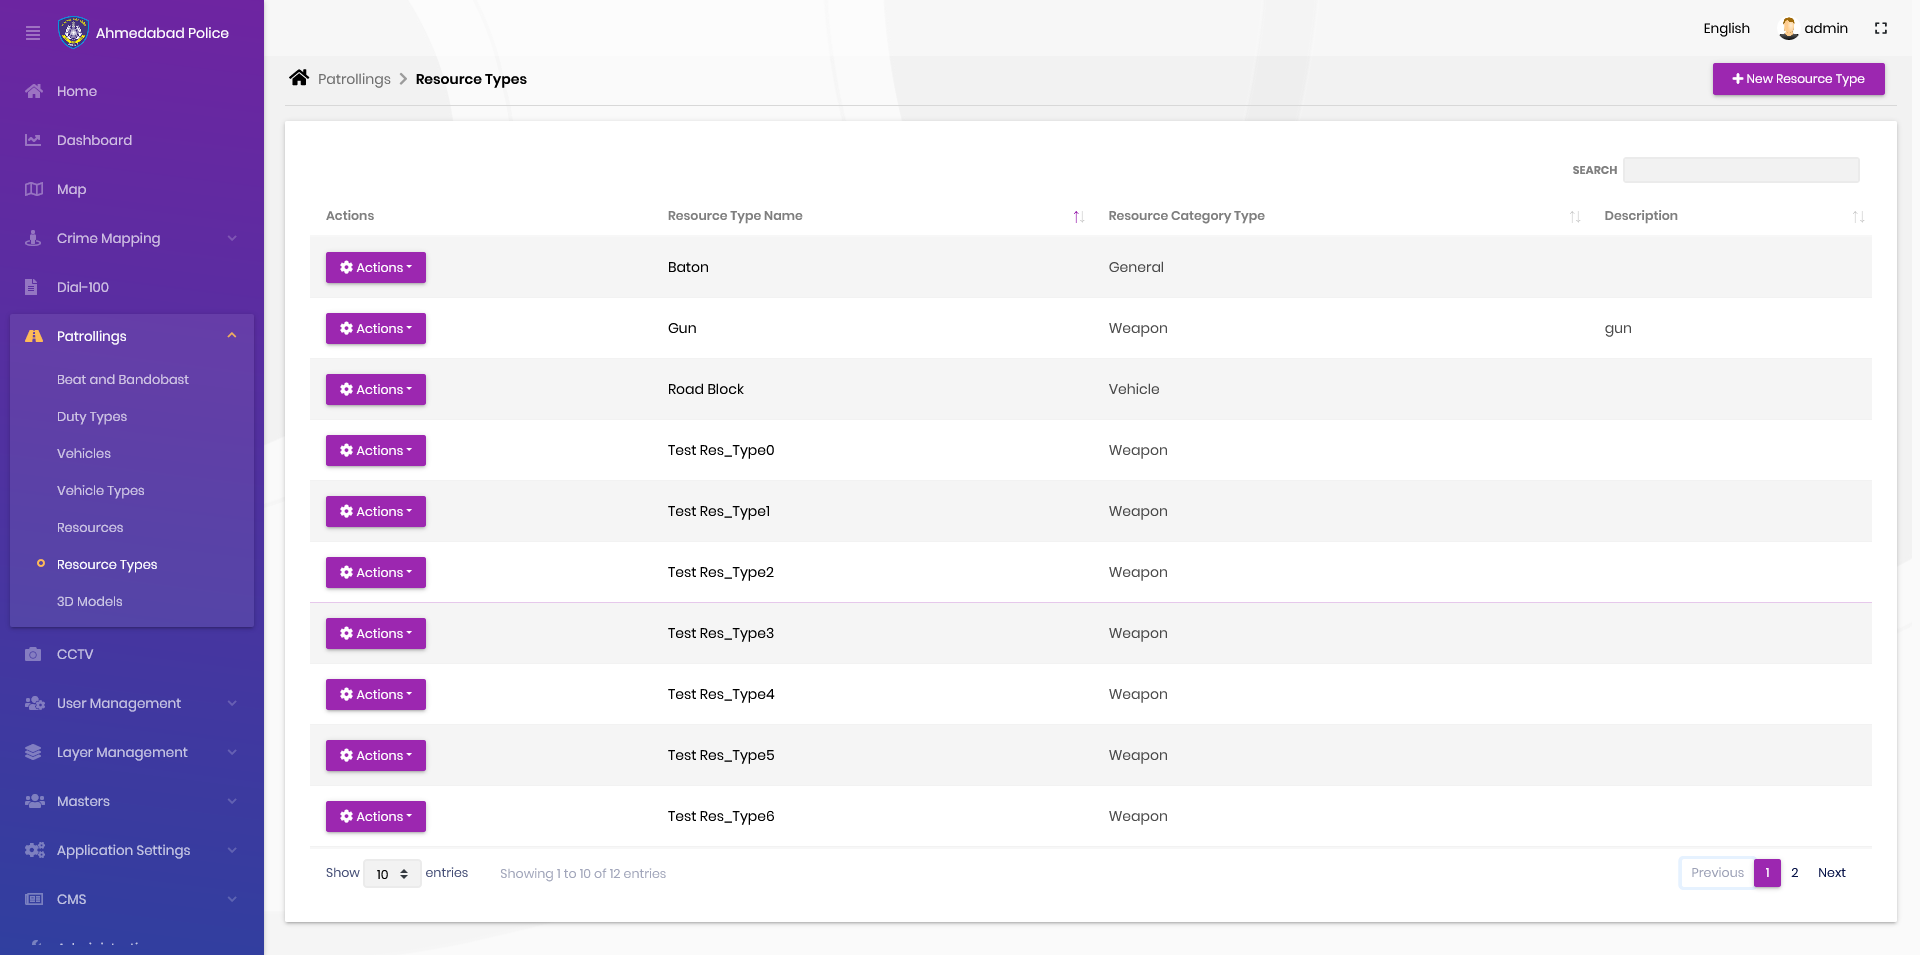 Ahmedabad Police
English
admin
Home
Dashboard
Map
Crime Mapping
Dial-100
Patrollings
Beat and Bandobast
Duty Types
Vehicles
Vehicle Types
Resources
Resource Types
3D Models
CCTV
User Management
Layer Management
Masters
Application Settings
CMS
Patrollings > Resource Types
New Resource Type
SEARCH
Actions Resource Type Name Resource Category Type Description
Actions Baton General
Actions Gun Weapon gun
Actions Road Block Vehicle
Actions Test Res_Type0 Weapon
Actions Test Res_Type1 Weapon
Actions Test Res_Type2 Weapon
Actions Test Res_Type3 Weapon
Actions Test Res_Type4 Weapon
Actions Test Res_Type5 Weapon
Actions Test Res_Type6 Weapon
Show 10 entries Showing 1 to 10 of 12 entries Previous 1 2 Next